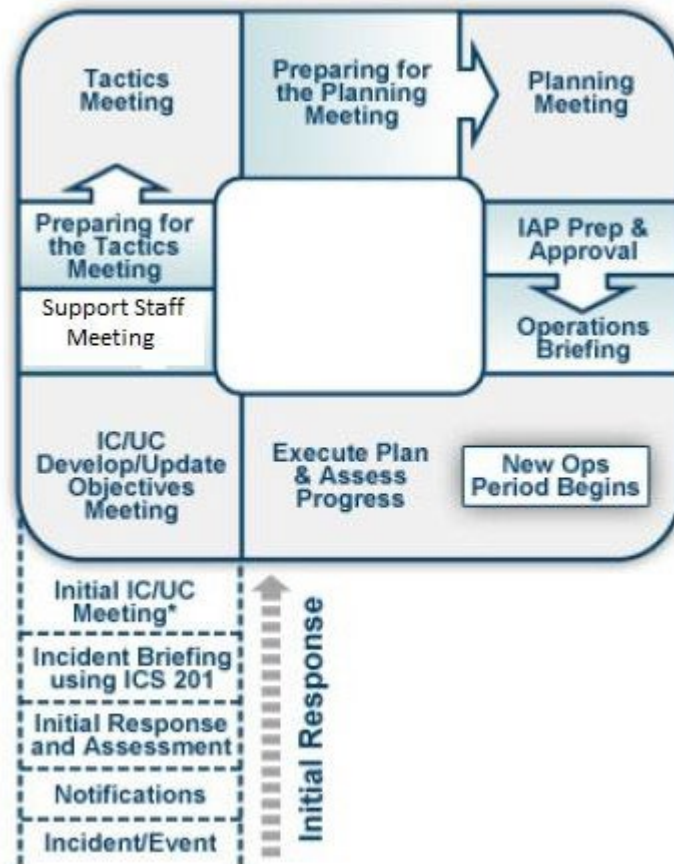 Tactics
Meeting
Preparing for
the Planning
Meeting
Planning
Meeting
Preparing for
the Tactics
Meeting
IAP Prep &
Approval
Support Staff
Meeting
Operations
Briefing
IC/UC
Develop/Update
Objectives
Meeting
Execute Plan
& Assess
Progress
New Ops
Period Begins
Initial IC/UC
Meeting*
Incident Briefing
using ICS 201
Initial Response
and Assessment
Notifications
Incident/Event
Initial Response